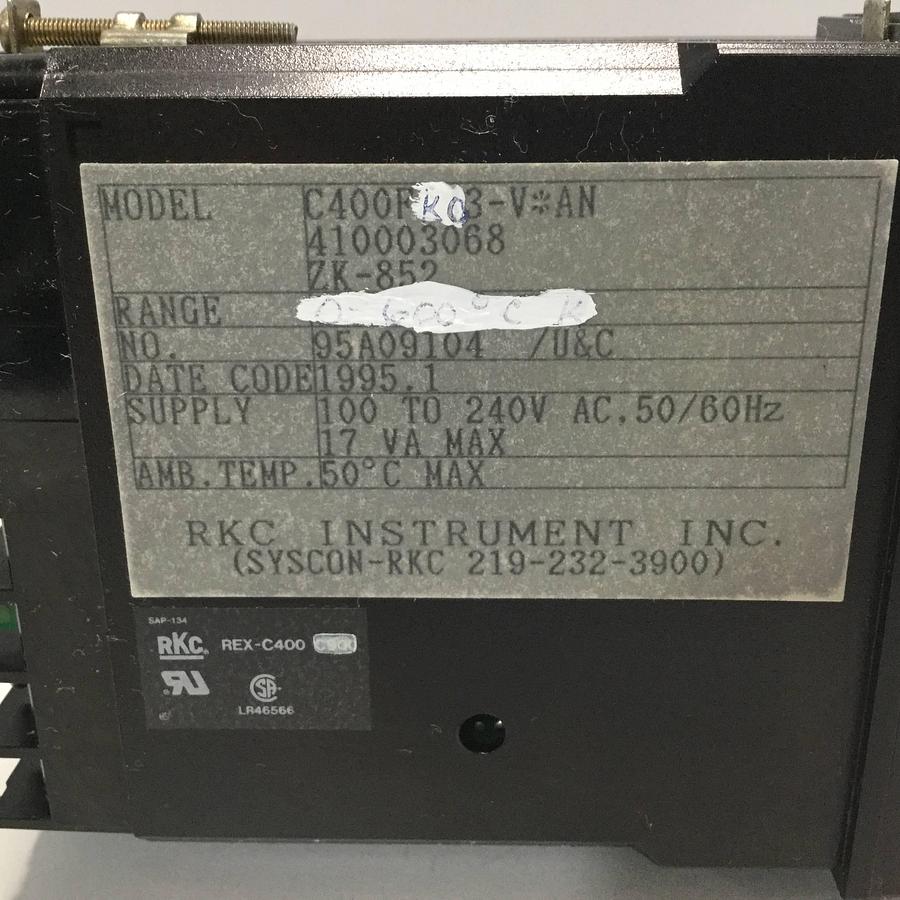 MODEL C400FK03-V*AN
410003068
ZK-852
RANGE 0-600°C K
NO. 95A09104 /U&C
DATE CODE 1995.1
SUPPLY 100 TO 240V AC,50/60Hz
17 VA MAX
AMB.TEMP. 50°C MAX
RKC INSTRUMENT INC.
(SYSCON-RKC 219-232-3900)
SAP-134
RKC® REX-C400
LR46566